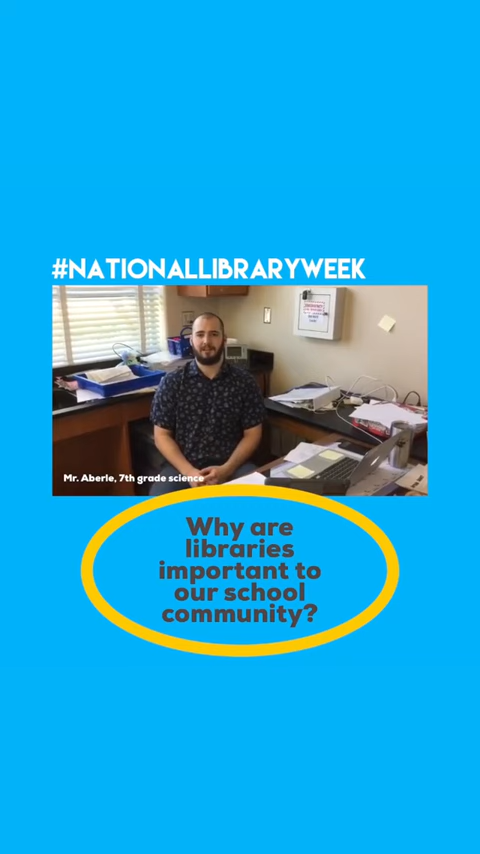 #NATIONALLIBRARYWEEK
Mr. Aberle, 7th grade science
Why are
libraries
important to
our school
community?